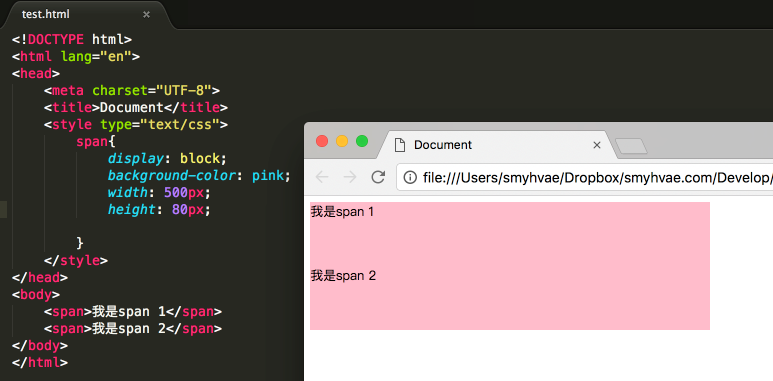 test.html
<!DOCTYPE html>
<html lang="en">
<head>
    <meta charset="UTF-8">
    <title>Document</title>
    <style type="text/css">
        span{
            display: block;
            background-color: pink;
            width: 500px;
            height: 80px;
        }
    </style>
</head>
<body>
    <span>我是span 1</span>
    <span>我是span 2</span>
</body>
</html>
Document
file:///Users/smyhvae/Dropbox/smyhvae.com/Develop/
我是span 1
我是span 2